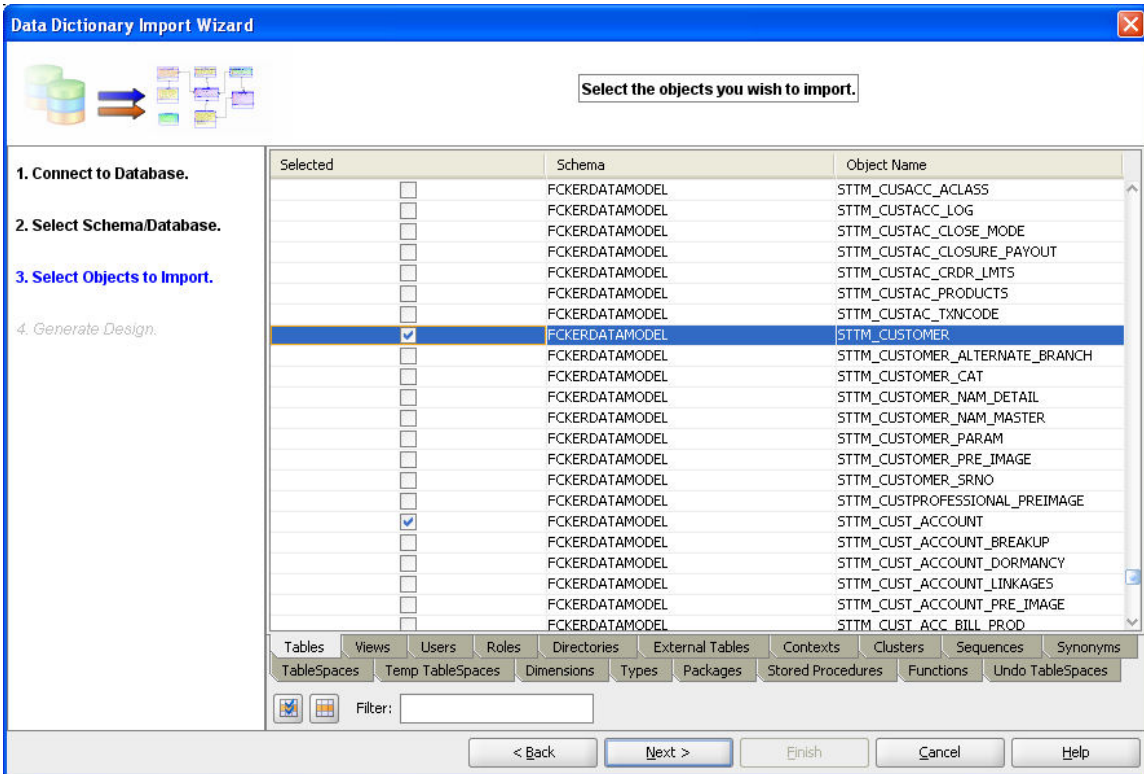 Data Dictionary Import Wizard
Select the objects you wish to import.
1. Connect to Database.
2. Select Schema/Database.
3. Select Objects to Import.
4. Generate Design.
Selected Schema Object Name
FCKERDATAMODEL STTM_CUSACC_ACLASS
FCKERDATAMODEL STTM_CUSTACC_LOG
FCKERDATAMODEL STTM_CUSTAC_CLOSE_MODE
FCKERDATAMODEL STTM_CUSTAC_CLOSURE_PAYOUT
FCKERDATAMODEL STTM_CUSTAC_CRDR_LMTS
FCKERDATAMODEL STTM_CUSTAC_PRODUCTS
FCKERDATAMODEL STTM_CUSTAC_TXNCODE
FCKERDATAMODEL STTM_CUSTOMER
FCKERDATAMODEL STTM_CUSTOMER_ALTERNATE_BRANCH
FCKERDATAMODEL STTM_CUSTOMER_CAT
FCKERDATAMODEL STTM_CUSTOMER_NAM_DETAIL
FCKERDATAMODEL STTM_CUSTOMER_NAM_MASTER
FCKERDATAMODEL STTM_CUSTOMER_PARAM
FCKERDATAMODEL STTM_CUSTOMER_PRE_IMAGE
FCKERDATAMODEL STTM_CUSTOMER_SRNO
FCKERDATAMODEL STTM_CUSTPROFESSIONAL_PREIMAGE
FCKERDATAMODEL STTM_CUST_ACCOUNT
FCKERDATAMODEL STTM_CUST_ACCOUNT_BREAKUP
FCKERDATAMODEL STTM_CUST_ACCOUNT_DORMANCY
FCKERDATAMODEL STTM_CUST_ACCOUNT_LINKAGES
FCKERDATAMODEL STTM_CUST_ACCOUNT_PRE_IMAGE
FCKERDATAMODEL STTM_CUST_ACC_BILL_PROD
Tables Views Users Roles Directories External Tables Contexts Clusters Sequences Synonyms
TableSpaces Temp TableSpaces Dimensions Types Packages Stored Procedures Functions Undo TableSpaces
Filter:
< Back Next > Finish Cancel Help